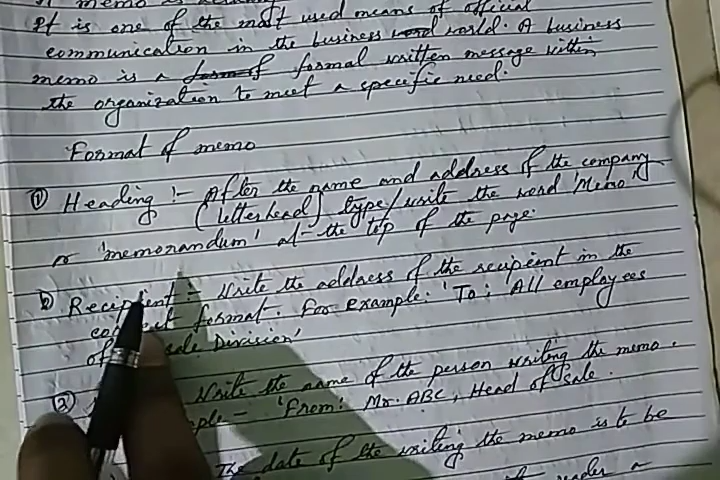 memo is
It is one of the most used means of official
communication in the business world. A business
memo is a formal written message within
the organization to meet a specific need.
Format of memo
① Heading :- After the name and address of the company
(letterhead) type/write the word 'Memo'
or 'memorandum' at the top of the page.
② Recipient :- Write the address of the recipient in the
format. For Example: 'To: All employees
of sale Division'
③ Write the name of the person writing the memo.
'From: Mr. ABC, Head of Sale.
The date of the writing the memo is to be
reader